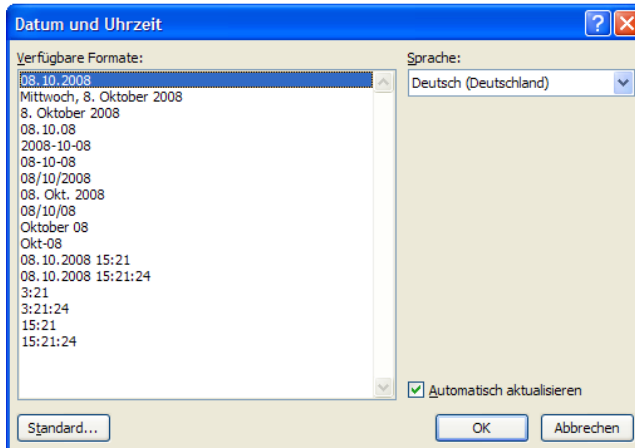 Datum und Uhrzeit
Verfügbare Formate:
Sprache:
08.10.2008
Deutsch (Deutschland)
Mittwoch, 8. Oktober 2008
8. Oktober 2008
08.10.08
2008-10-08
08-10-08
08/10/2008
08. Okt. 2008
08/10/08
Oktober 08
Okt-08
08.10.2008 15:21
08.10.2008 15:21:24
3:21
3:21:24
15:21
15:21:24
Automatisch aktualisieren
Standard...
OK
Abbrechen